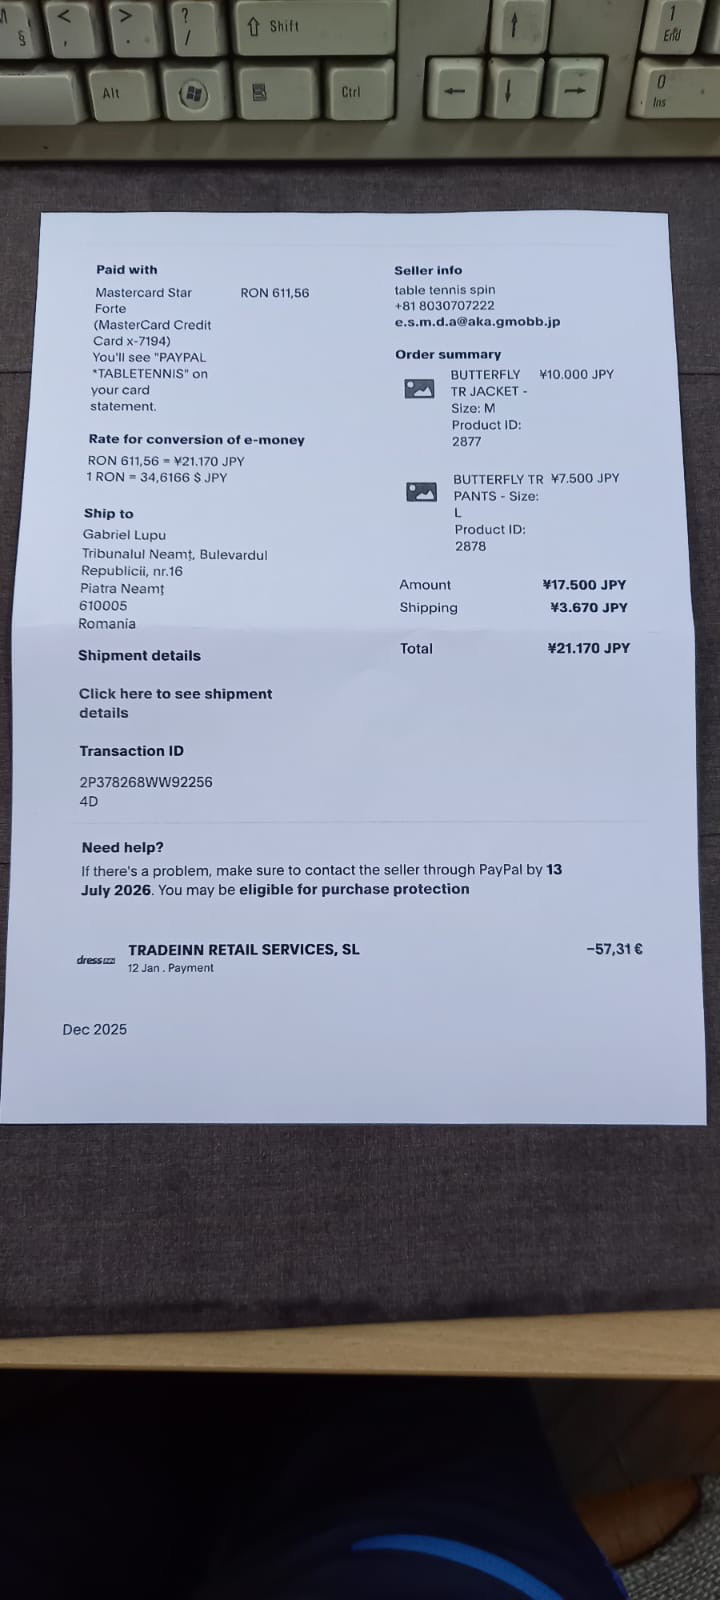 ?
/
Shift
1
End
<
,
>
.
§
Alt
Ctrl
0
Ins
Paid with
Mastercard Star RON 611,56
Forte
(MasterCard Credit
Card x-7194)
You'll see "PAYPAL
*TABLETENNIS" on
your card
statement.
Rate for conversion of e-money
RON 611,56 = ¥21.170 JPY
1 RON = 34,6166 $ JPY
Ship to
Gabriel Lupu
Tribunalul Neamț, Bulevardul
Republicii, nr.16
Piatra Neamț
610005
Romania
Shipment details
Click here to see shipment
details
Transaction ID
2P378268WW92256
4D
Seller info
table tennis spin
+81 8030707222
e.s.m.d.a@aka.gmobb.jp
Order summary
BUTTERFLY ¥10.000 JPY
TR JACKET -
Size: M
Product ID:
2877
BUTTERFLY TR ¥7.500 JPY
PANTS - Size:
L
Product ID:
2878
Amount ¥17.500 JPY
Shipping ¥3.670 JPY
Total ¥21.170 JPY
Need help?
If there's a problem, make sure to contact the seller through PayPal by 13
July 2026. You may be eligible for purchase protection
dress
TRADEINN RETAIL SERVICES, SL −57,31 €
12 Jan . Payment
Dec 2025